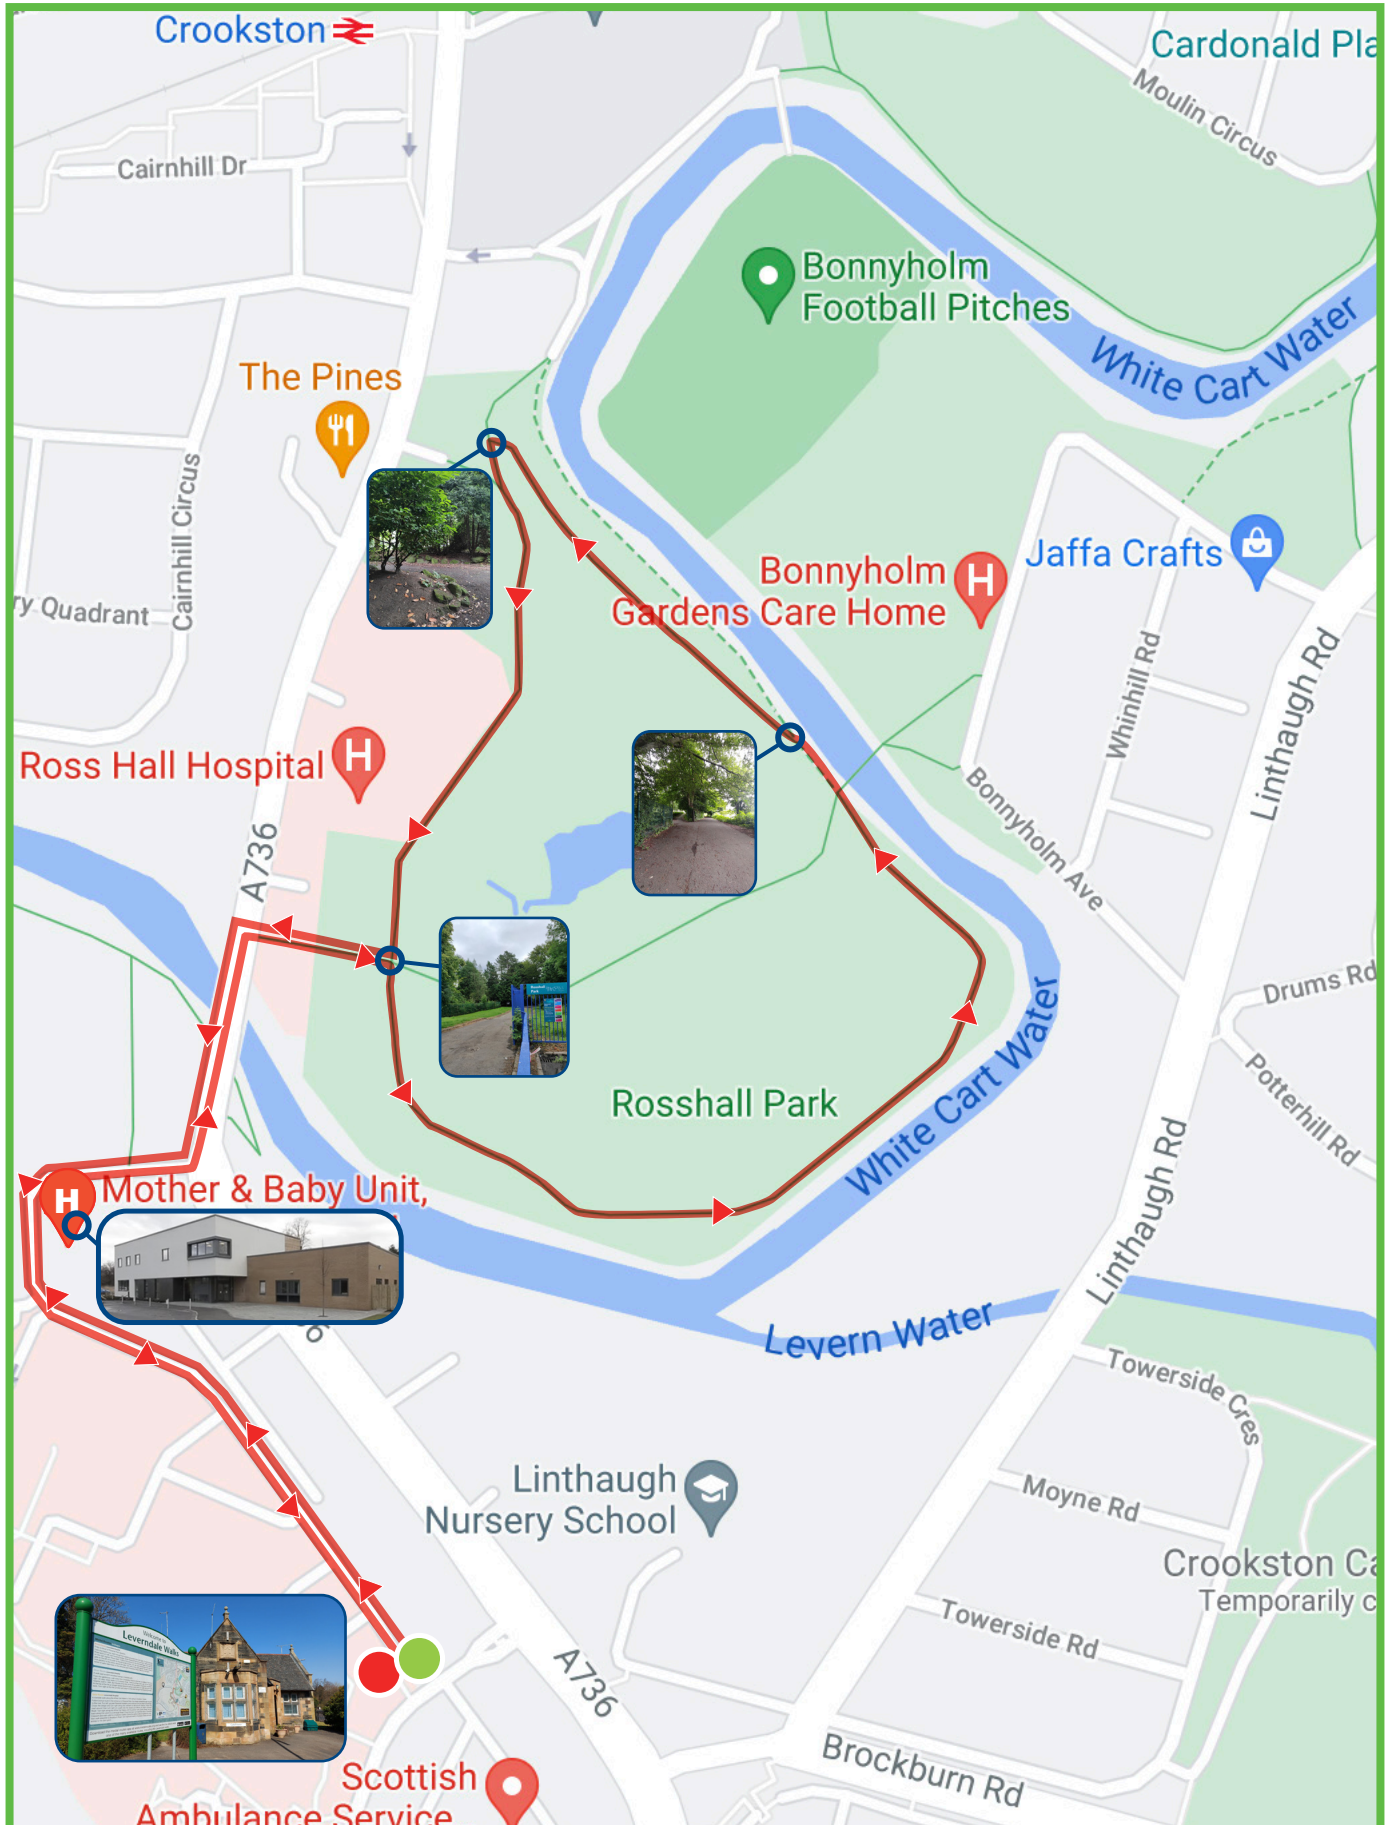 Crookston
Cardonald Pla
Moulin Circus
Cairnhill Dr
Bonnyholm
Football Pitches
White Cart Water
The Pines
Cairnhill Circus
ry Quadrant
Jaffa Crafts
Bonnyholm
Gardens Care Home
H
Whinhill Rd
Linthaugh Rd
Ross Hall Hospital
H
A736
Bonnyholm Ave
Drums Rd
Potterhill Rd
Rosshall Park
White Cart Water
Linthaugh Rd
H
Mother & Baby Unit,
Levern Water
Towerside Cres
Linthaugh
Nursery School
Moyne Rd
Crookston Ca
Temporarily c
Towerside Rd
Welcome to
Leverndale Walks
A736
Brockburn Rd
Scottish
Ambulance Service